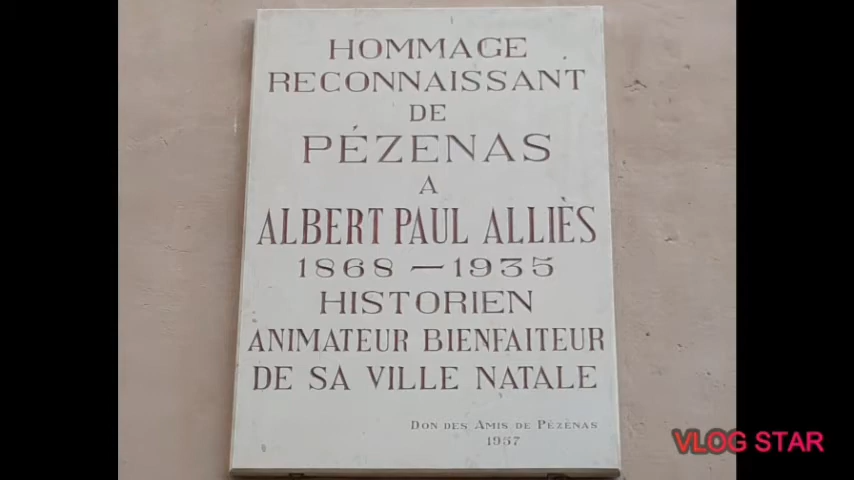 HOMMAGE
RECONNAISSANT
DE
PÉZENAS
A
ALBERT PAUL ALLIÈS
1868 — 1935
HISTORIEN
ANIMATEUR BIENFAITEUR
DE SA VILLE NATALE
DON DES AMIS DE PÉZÉNAS
1957
VLOG STAR